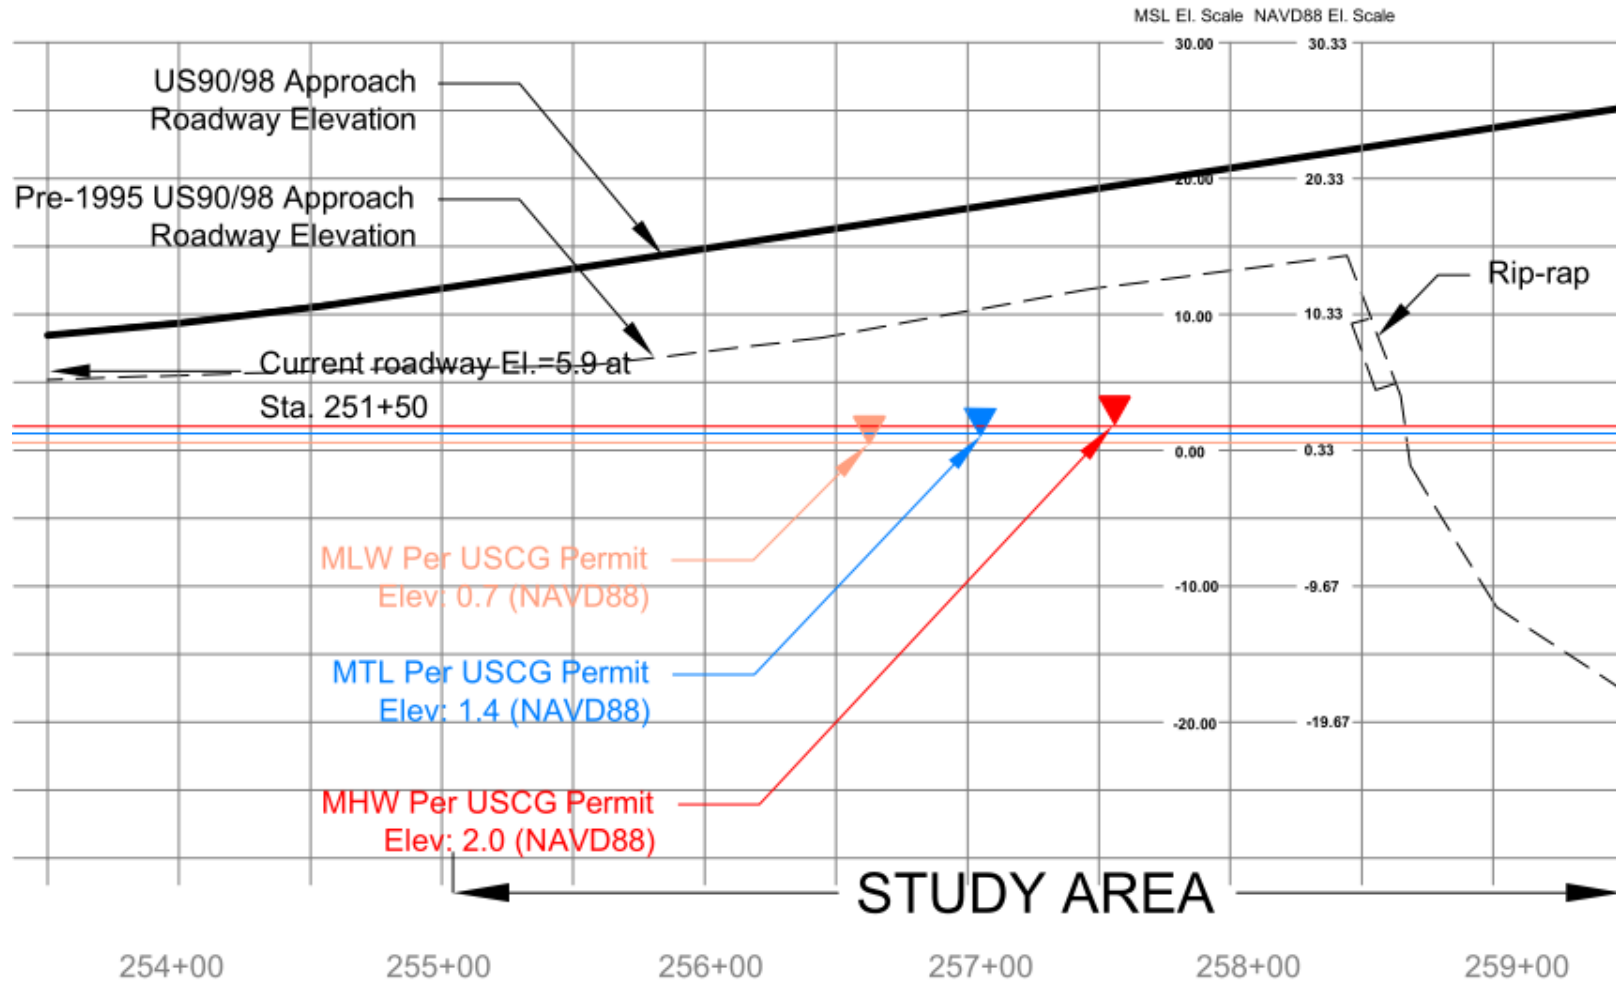 MSL El. Scale NAVD88 El. Scale
30.00 30.33
US90/98 Approach
Roadway Elevation
20.00 20.33
Pre-1995 US90/98 Approach
Roadway Elevation
Rip-rap
10.00 10.33
Current roadway El.=5.9 at
Sta. 251+50
0.00 0.33
MLW Per USCG Permit
Elev: 0.7 (NAVD88)
-10.00 -9.67
MTL Per USCG Permit
Elev: 1.4 (NAVD88)
-20.00 -19.67
MHW Per USCG Permit
Elev: 2.0 (NAVD88)
STUDY AREA
254+00 255+00 256+00 257+00 258+00 259+00